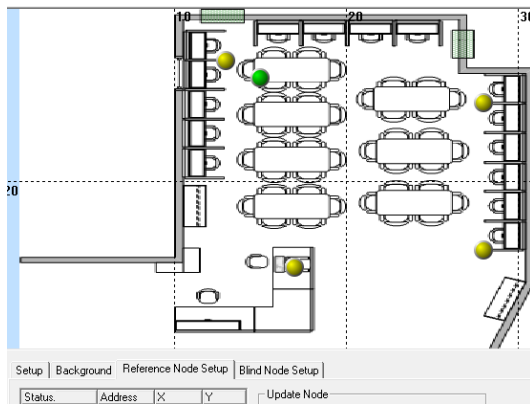 10 20 30
20
Setup Background Reference Node Setup Blind Node Setup
Status. Address X Y Update Node